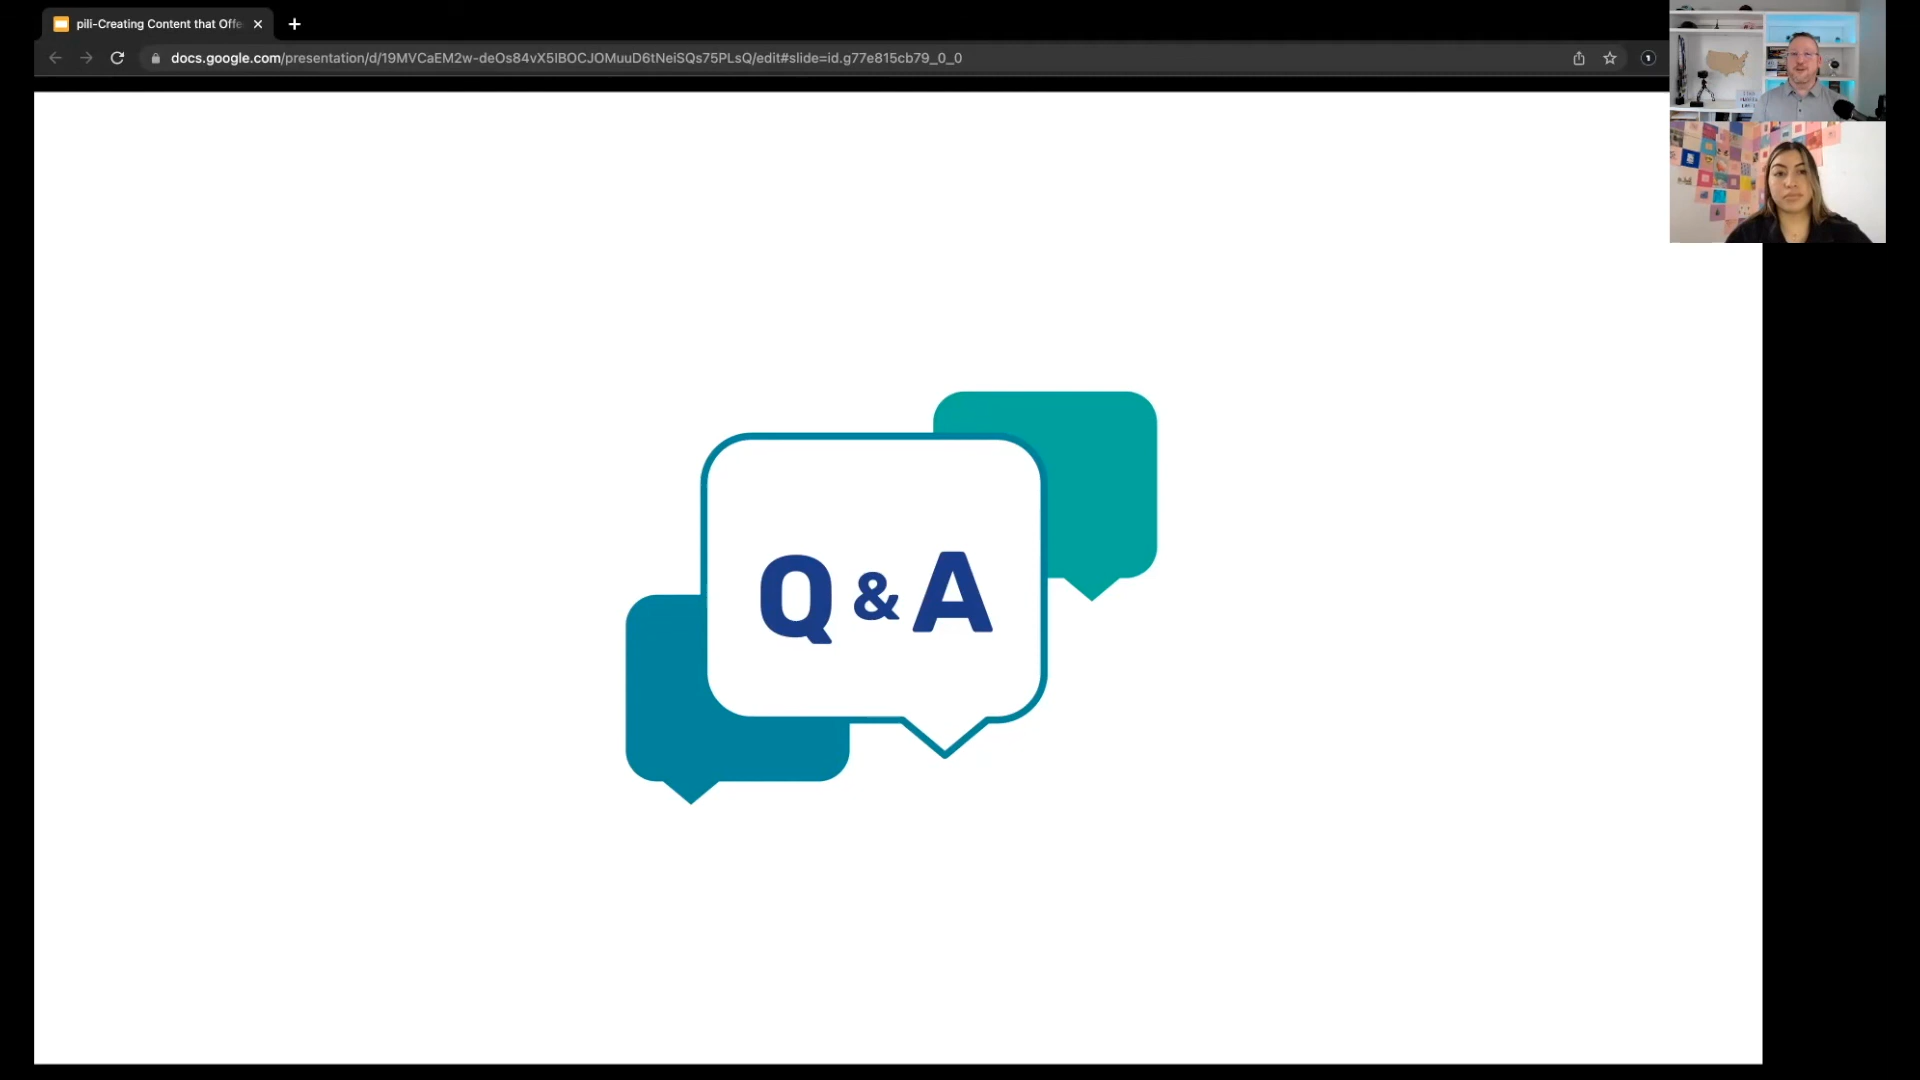 pili-Creating Content that Offe
docs.google.com/presentation/d/19MVCaEM2w-deOs84vX5IBOCJOMuuD6tNeiSQs75PLsQ/edit#slide=id.g77e815cb79_0_0
Q & A